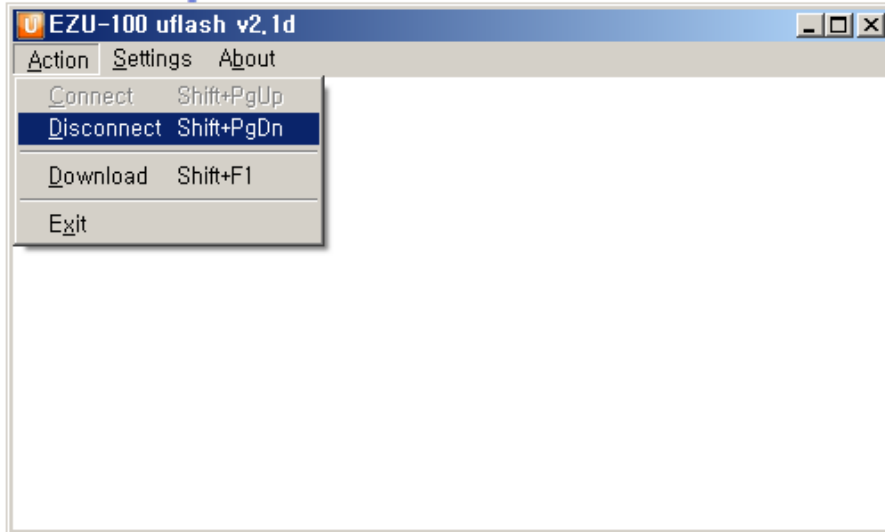 U EZU-100 uflash v2.1d
Action Settings About
Connect Shift+PgUp
Disconnect Shift+PgDn
Download Shift+F1
Exit